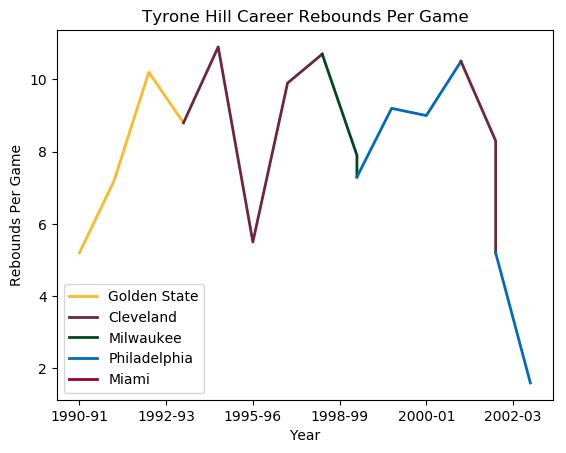 Tyrone Hill Career Rebounds Per Game
Rebounds Per Game
10
8
6
4
2
Golden State
Cleveland
Milwaukee
Philadelphia
Miami
1990-91 1992-93 1995-96 1998-99 2000-01 2002-03
Year